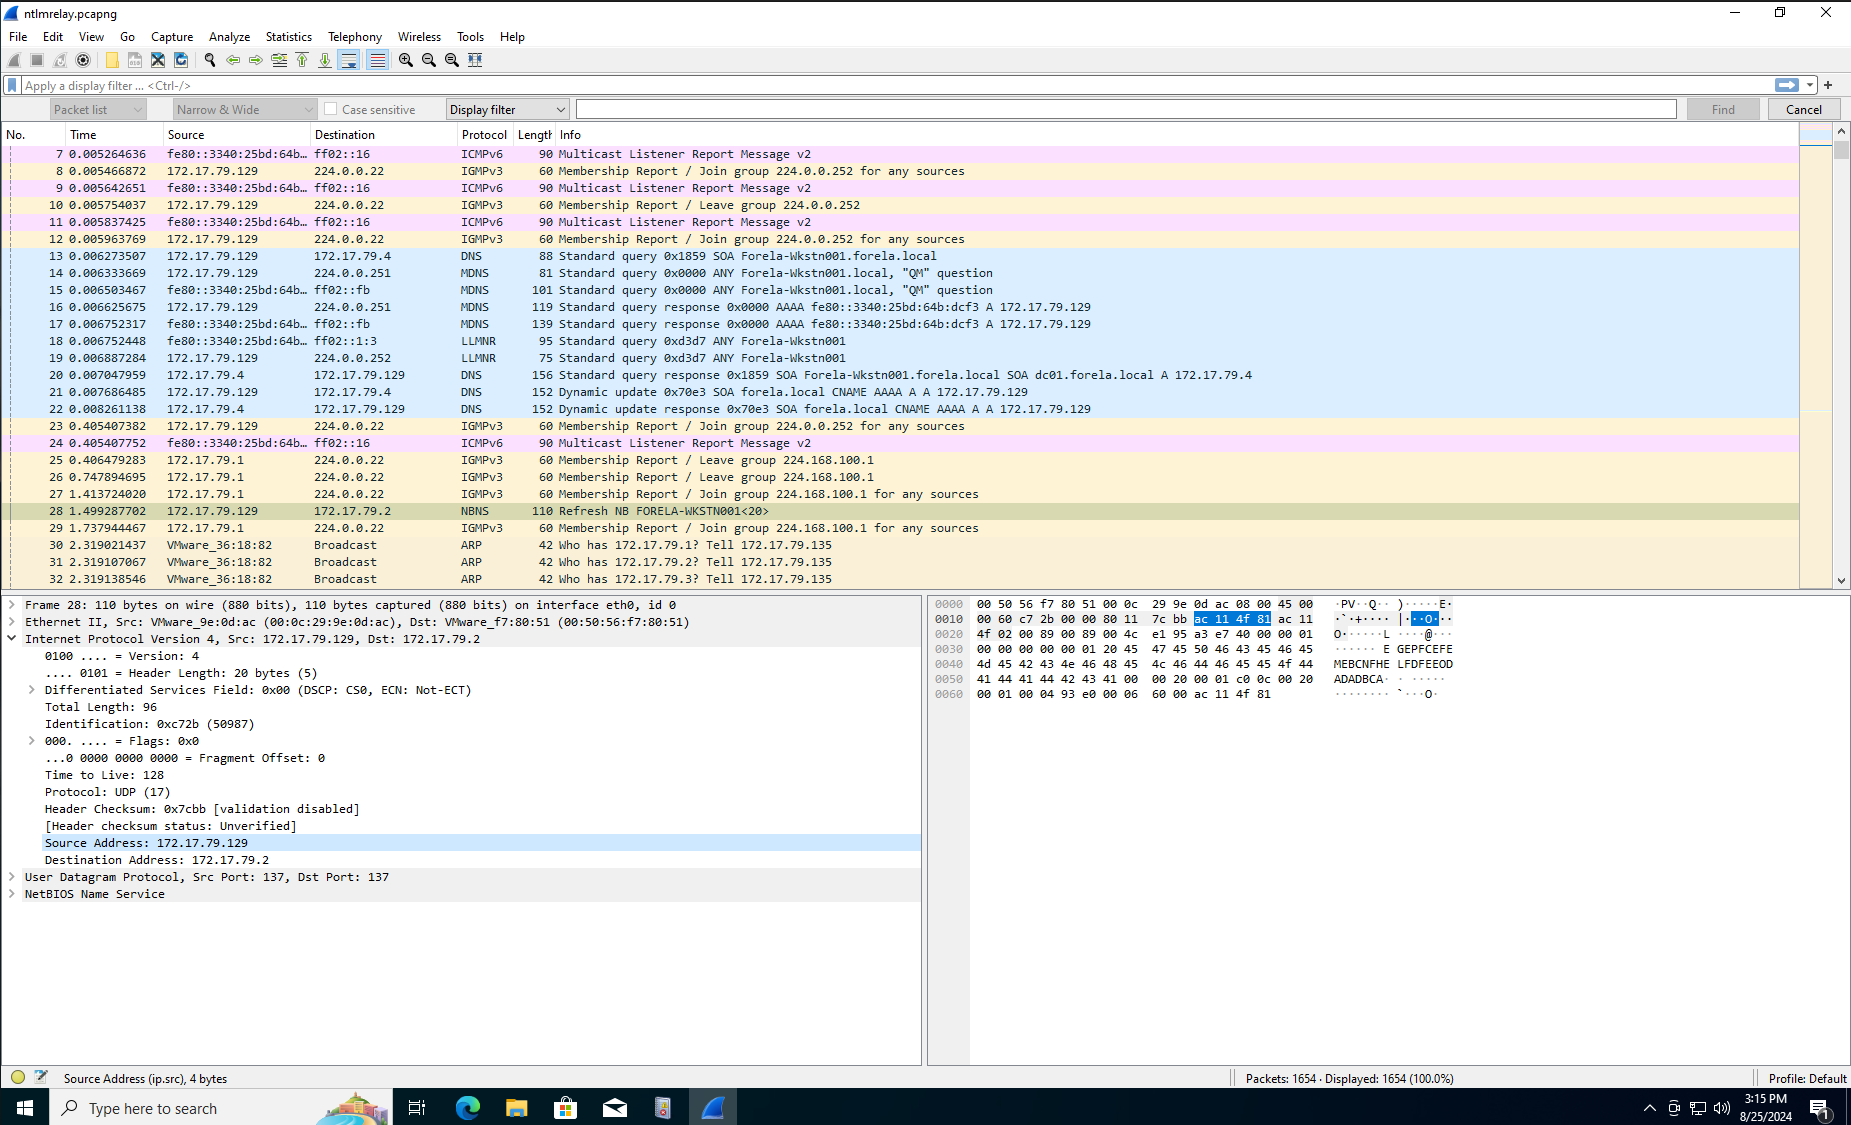 ntlmrelay.pcapng
File Edit View Go Capture Analyze Statistics Telephony Wireless Tools Help
Apply a display filter ... <Ctrl-/>
Packet list Narrow & Wide Case sensitive Display filter Find Cancel
No. Time Source Destination Protocol Length Info
7 0.005264636 fe80::3340:25bd:64b… ff02::16 ICMPv6 90 Multicast Listener Report Message v2
8 0.005466872 172.17.79.129 224.0.0.22 IGMPv3 60 Membership Report / Join group 224.0.0.252 for any sources
9 0.005642651 fe80::3340:25bd:64b… ff02::16 ICMPv6 90 Multicast Listener Report Message v2
10 0.005754037 172.17.79.129 224.0.0.22 IGMPv3 60 Membership Report / Leave group 224.0.0.252
11 0.005837425 fe80::3340:25bd:64b… ff02::16 ICMPv6 90 Multicast Listener Report Message v2
12 0.005963769 172.17.79.129 224.0.0.22 IGMPv3 60 Membership Report / Join group 224.0.0.252 for any sources
13 0.006273507 172.17.79.129 172.17.79.4 DNS 88 Standard query 0x1859 SOA Forela-Wkstn001.forela.local
14 0.006333669 172.17.79.129 224.0.0.251 MDNS 81 Standard query 0x0000 ANY Forela-Wkstn001.local, "QM" question
15 0.006503467 fe80::3340:25bd:64b… ff02::fb MDNS 101 Standard query 0x0000 ANY Forela-Wkstn001.local, "QM" question
16 0.006625675 172.17.79.129 224.0.0.251 MDNS 119 Standard query response 0x0000 AAAA fe80::3340:25bd:64b:dcf3 A 172.17.79.129
17 0.006752317 fe80::3340:25bd:64b… ff02::fb MDNS 139 Standard query response 0x0000 AAAA fe80::3340:25bd:64b:dcf3 A 172.17.79.129
18 0.006752448 fe80::3340:25bd:64b… ff02::1:3 LLMNR 95 Standard query 0xd3d7 ANY Forela-Wkstn001
19 0.006887284 172.17.79.129 224.0.0.252 LLMNR 75 Standard query 0xd3d7 ANY Forela-Wkstn001
20 0.007047959 172.17.79.4 172.17.79.129 DNS 156 Standard query response 0x1859 SOA Forela-Wkstn001.forela.local SOA dc01.forela.local A 172.17.79.4
21 0.007686485 172.17.79.129 172.17.79.4 DNS 152 Dynamic update 0x70e3 SOA forela.local CNAME AAAA A A 172.17.79.129
22 0.008261138 172.17.79.4 172.17.79.129 DNS 152 Dynamic update response 0x70e3 SOA forela.local CNAME AAAA A A 172.17.79.129
23 0.405407382 172.17.79.129 224.0.0.22 IGMPv3 60 Membership Report / Join group 224.0.0.252 for any sources
24 0.405407752 fe80::3340:25bd:64b… ff02::16 ICMPv6 90 Multicast Listener Report Message v2
25 0.406479283 172.17.79.1 224.0.0.22 IGMPv3 60 Membership Report / Leave group 224.168.100.1
26 0.747894695 172.17.79.1 224.0.0.22 IGMPv3 60 Membership Report / Leave group 224.168.100.1
27 1.413724020 172.17.79.1 224.0.0.22 IGMPv3 60 Membership Report / Join group 224.168.100.1 for any sources
28 1.499287702 172.17.79.129 172.17.79.2 NBNS 110 Refresh NB FORELA-WKSTN001<20>
29 1.737944467 172.17.79.1 224.0.0.22 IGMPv3 60 Membership Report / Join group 224.168.100.1 for any sources
30 2.319021437 VMware_36:18:82 Broadcast ARP 42 Who has 172.17.79.1? Tell 172.17.79.135
31 2.319107067 VMware_36:18:82 Broadcast ARP 42 Who has 172.17.79.2? Tell 172.17.79.135
32 2.319138546 VMware_36:18:82 Broadcast ARP 42 Who has 172.17.79.3? Tell 172.17.79.135
Frame 28: 110 bytes on wire (880 bits), 110 bytes captured (880 bits) on interface eth0, id 0
Ethernet II, Src: VMware_9e:0d:ac (00:0c:29:9e:0d:ac), Dst: VMware_f7:80:51 (00:50:56:f7:80:51)
Internet Protocol Version 4, Src: 172.17.79.129, Dst: 172.17.79.2
0100 .... = Version: 4
.... 0101 = Header Length: 20 bytes (5)
Differentiated Services Field: 0x00 (DSCP: CS0, ECN: Not-ECT)
Total Length: 96
Identification: 0xc72b (50987)
000. .... = Flags: 0x0
...0 0000 0000 0000 = Fragment Offset: 0
Time to Live: 128
Protocol: UDP (17)
Header Checksum: 0x7cbb [validation disabled]
[Header checksum status: Unverified]
Source Address: 172.17.79.129
Destination Address: 172.17.79.2
User Datagram Protocol, Src Port: 137, Dst Port: 137
NetBIOS Name Service
0000 00 50 56 f7 80 51 00 0c 29 9e 0d ac 08 00 45 00 ·PV··Q·· )·····E·
0010 00 60 c7 2b 00 00 80 11 7c bb ac 11 4f 81 ac 11 ·`·+···· |···O···
0020 4f 02 00 89 00 89 00 4c e1 95 a3 e7 40 00 00 01 O······L ····@···
0030 00 00 00 00 00 01 20 45 47 45 50 46 43 45 46 45 ······ E GEPFCEFE
0040 4d 45 42 43 4e 46 48 45 4c 46 44 46 45 45 4f 44 MEBCNFHE LFDFEEOD
0050 41 44 41 44 42 43 41 00 00 20 00 01 c0 0c 00 20 ADADBCA· · ·····
0060 00 01 00 04 93 e0 00 06 60 00 ac 11 4f 81 ········ `···O·
Source Address (ip.src), 4 bytes Packets: 1654 · Displayed: 1654 (100.0%) Profile: Default
Type here to search
3:15 PM
8/25/2024
1